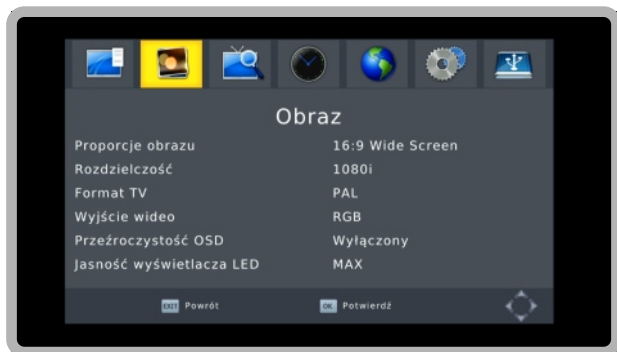 Obraz
Proporcje obrazu 16:9 Wide Screen
Rozdzielczość 1080i
Format TV PAL
Wyjście wideo RGB
Przeźroczystość OSD Wyłączony
Jasność wyświetlacza LED MAX
EXIT Powrót OK Potwierdź